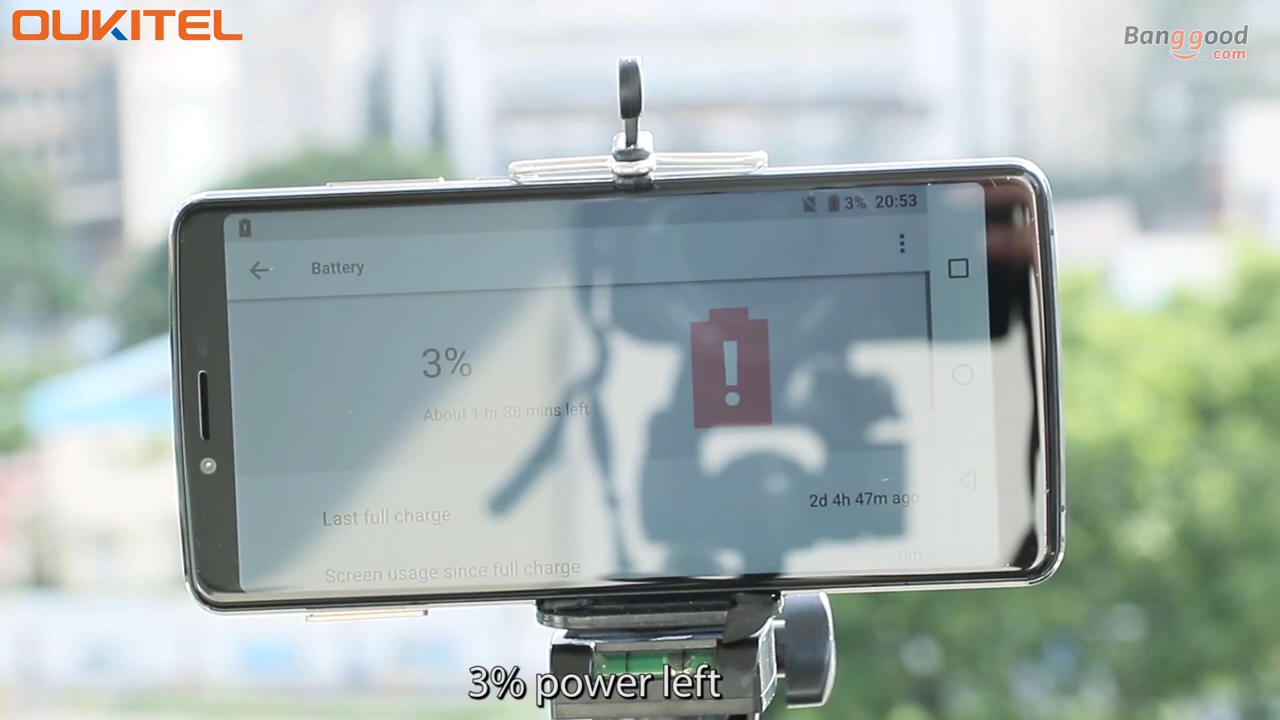 OUKITEL
Banggood
.com
3% 20:53
Battery
3%
About 1 hr 38 mins left
Last full charge
2d 4h 47m ago
Screen usage since full charge
0m
3% power left